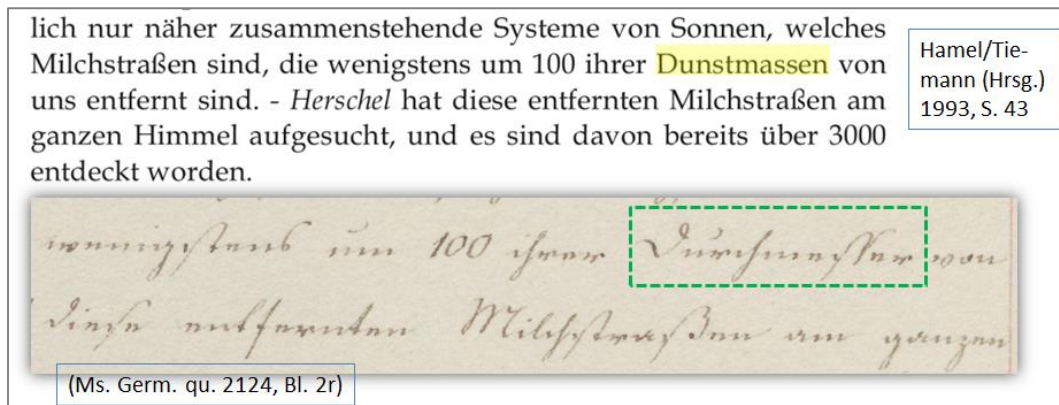 lich nur näher zusammenstehende Systeme von Sonnen, welches
Milchstraßen sind, die wenigstens um 100 ihrer Dunstmassen von
uns entfernt sind. - Herschel hat diese entfernten Milchstraßen am
ganzen Himmel aufgesucht, und es sind davon bereits über 3000
entdeckt worden.
Hamel/Tie-
mann (Hrsg.)
1993, S. 43
wenigstens um 100 ihrer Durchmesser von
diese entfernten Milchstraßen am ganzen
(Ms. Germ. qu. 2124, Bl. 2r)